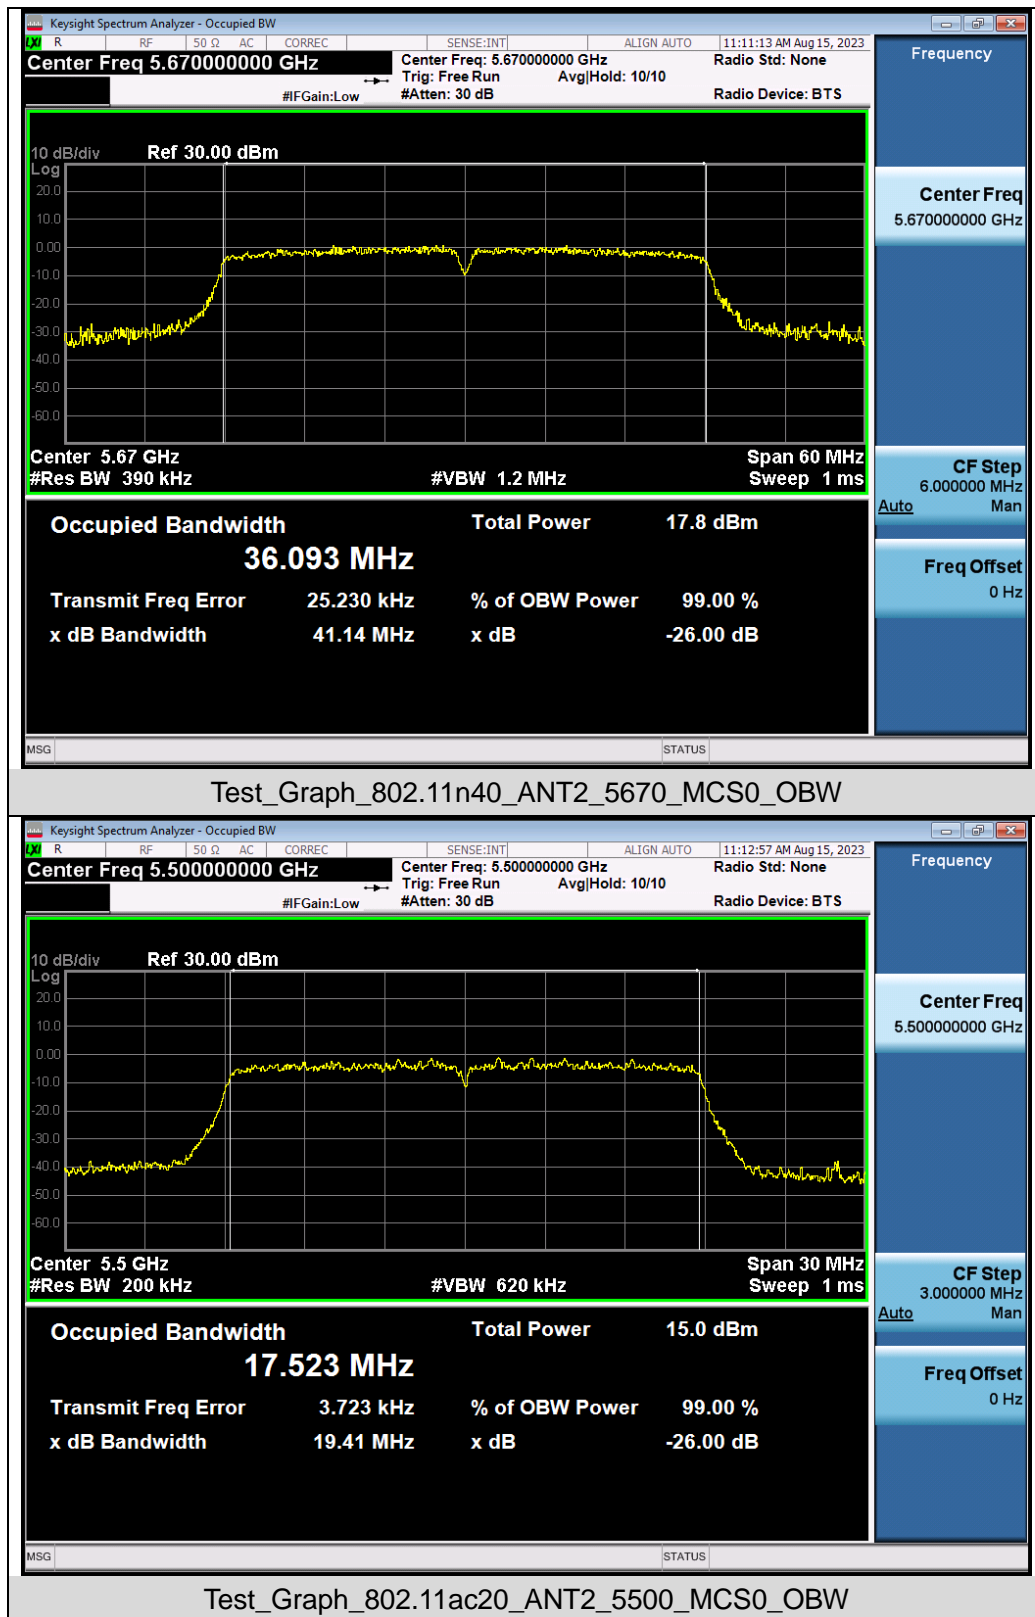 Keysight Spectrum Analyzer - Occupied BW
LXI R RF 50 Ω AC CORREC SENSE:INT ALIGN AUTO 11:11:13 AM Aug 15, 2023
Center Freq 5.670000000 GHz
Center Freq: 5.670000000 GHz Radio Std: None
Trig: Free Run Avg|Hold: 10/10
#IFGain:Low #Atten: 30 dB Radio Device: BTS
10 dB/div Ref 30.00 dBm
Log
20.0
10.0
0.00
-10.0
-20.0
-30.0
-40.0
-50.0
-60.0
Center 5.67 GHz Span 60 MHz
#Res BW 390 kHz #VBW 1.2 MHz Sweep 1 ms
Occupied Bandwidth Total Power 17.8 dBm
36.093 MHz
Transmit Freq Error 25.230 kHz % of OBW Power 99.00 %
x dB Bandwidth 41.14 MHz x dB -26.00 dB
MSG STATUS
Frequency
Center Freq
5.670000000 GHz
CF Step
6.000000 MHz
Auto Man
Freq Offset
0 Hz
Test_Graph_802.11n40_ANT2_5670_MCS0_OBW
Keysight Spectrum Analyzer - Occupied BW
LXI R RF 50 Ω AC CORREC SENSE:INT ALIGN AUTO 11:12:57 AM Aug 15, 2023
Center Freq 5.500000000 GHz
Center Freq: 5.500000000 GHz Radio Std: None
Trig: Free Run Avg|Hold: 10/10
#IFGain:Low #Atten: 30 dB Radio Device: BTS
10 dB/div Ref 30.00 dBm
Log
20.0
10.0
0.00
-10.0
-20.0
-30.0
-40.0
-50.0
-60.0
Center 5.5 GHz Span 30 MHz
#Res BW 200 kHz #VBW 620 kHz Sweep 1 ms
Occupied Bandwidth Total Power 15.0 dBm
17.523 MHz
Transmit Freq Error 3.723 kHz % of OBW Power 99.00 %
x dB Bandwidth 19.41 MHz x dB -26.00 dB
MSG STATUS
Frequency
Center Freq
5.500000000 GHz
CF Step
3.000000 MHz
Auto Man
Freq Offset
0 Hz
Test_Graph_802.11ac20_ANT2_5500_MCS0_OBW